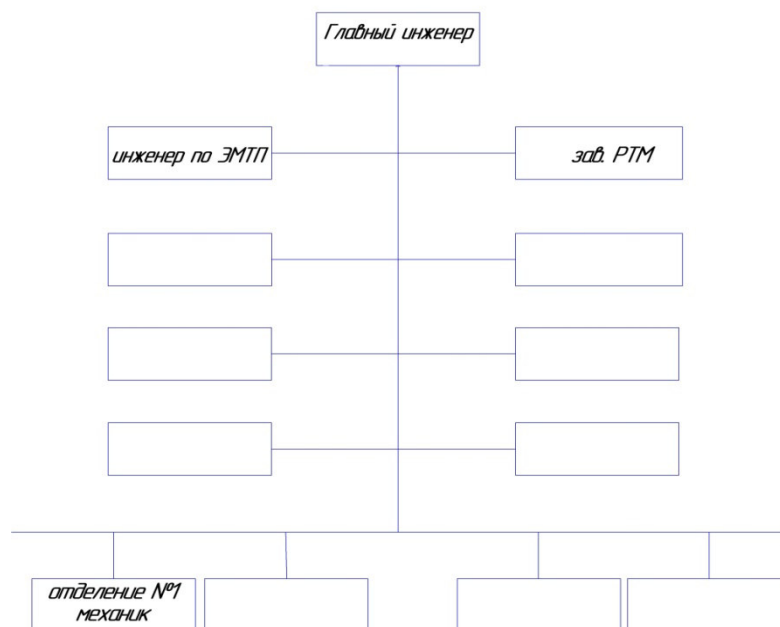 Главный инженер
инженер по ЭМТП
зав. РТМ
отделение №1
механик